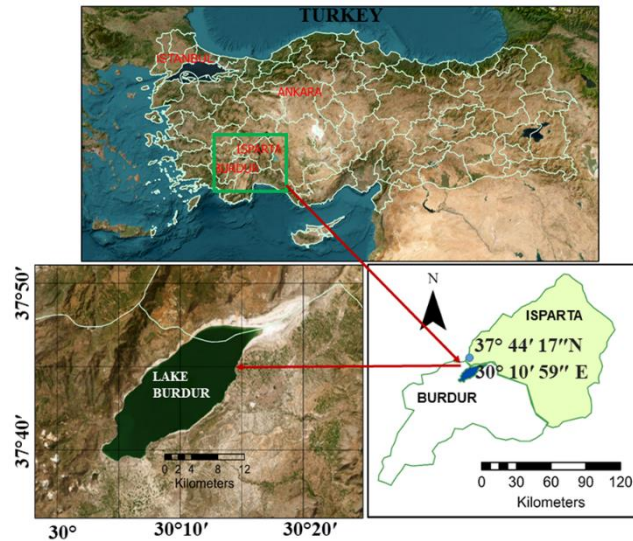 TURKEY
ISTANBUL
ANKARA
ISPARTA
BURDUR
37°50′
37°40′
LAKE
BURDUR
0 2 4 8 12
Kilometers
30° 30°10′ 30°20′
N
ISPARTA
37° 44′ 17″N
30° 10′ 59″ E
BURDUR
0 30 60 90 120
Kilometers